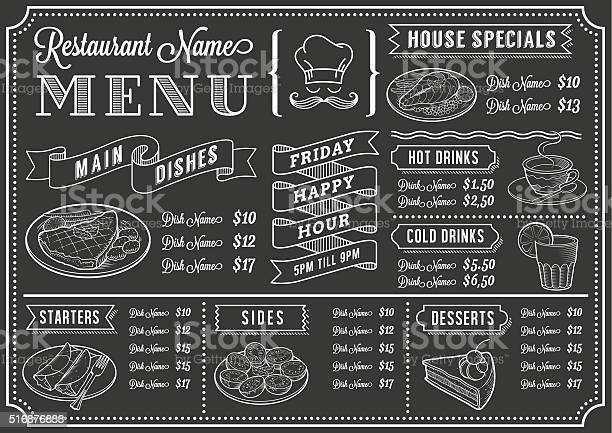 Restaurant Name
MENU
HOUSE SPECIALS
Dish Name $10
Dish Name $13
MAIN DISHES
Dish Name $10
Dish Name $12
Dish Name $17
FRIDAY
HAPPY
HOUR
5PM TILL 9PM
HOT DRINKS
Drink Name $1.50
Drink Name $2,50
COLD DRINKS
Drink Name $5.50
Drink Name $6,50
STARTERS
Dish Name $10
Dish Name $12
Dish Name $15
Dish Name $15
Dish Name $17
SIDES
Dish Name $10
Dish Name $12
Dish Name $15
Dish Name $15
Dish Name $17
DESSERTS
Dish Name $10
Dish Name $12
Dish Name $15
Dish Name $15
Dish Name $17
iStock
by Getty Images
516676888